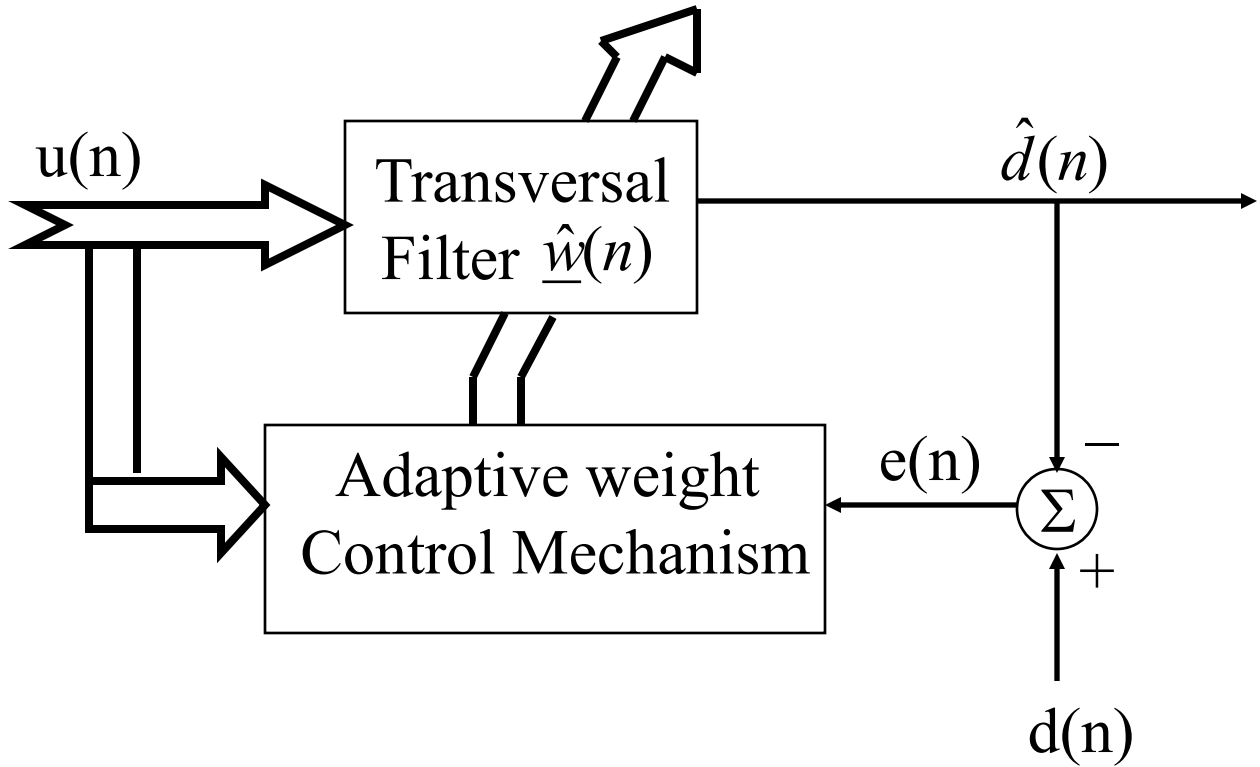 u(n)
Transversal
Filter ŵ(n)
d̂(n)
Adaptive weight
Control Mechanism
e(n)
−
Σ
+
d(n)